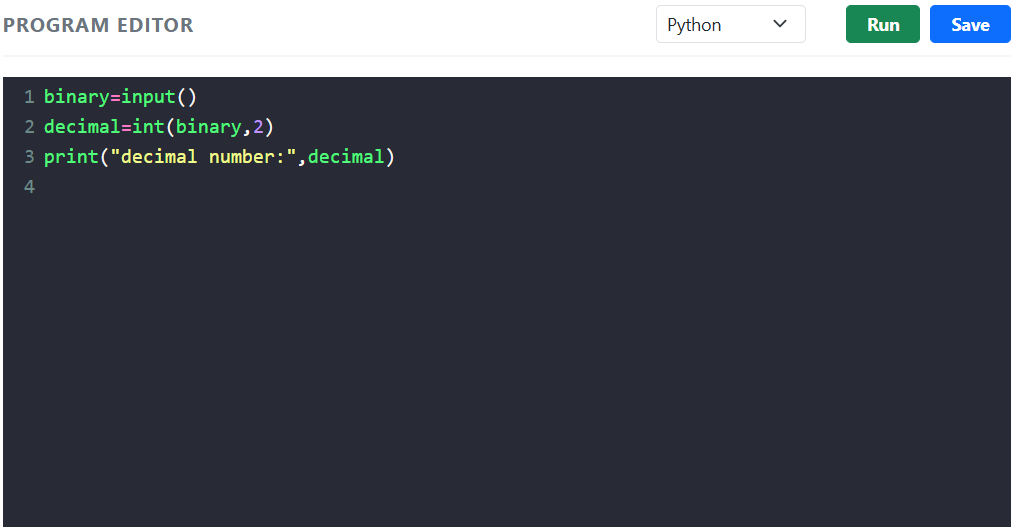 PROGRAM EDITOR Python Run Save
1 binary=input()
2 decimal=int(binary,2)
3 print("decimal number:",decimal)
4